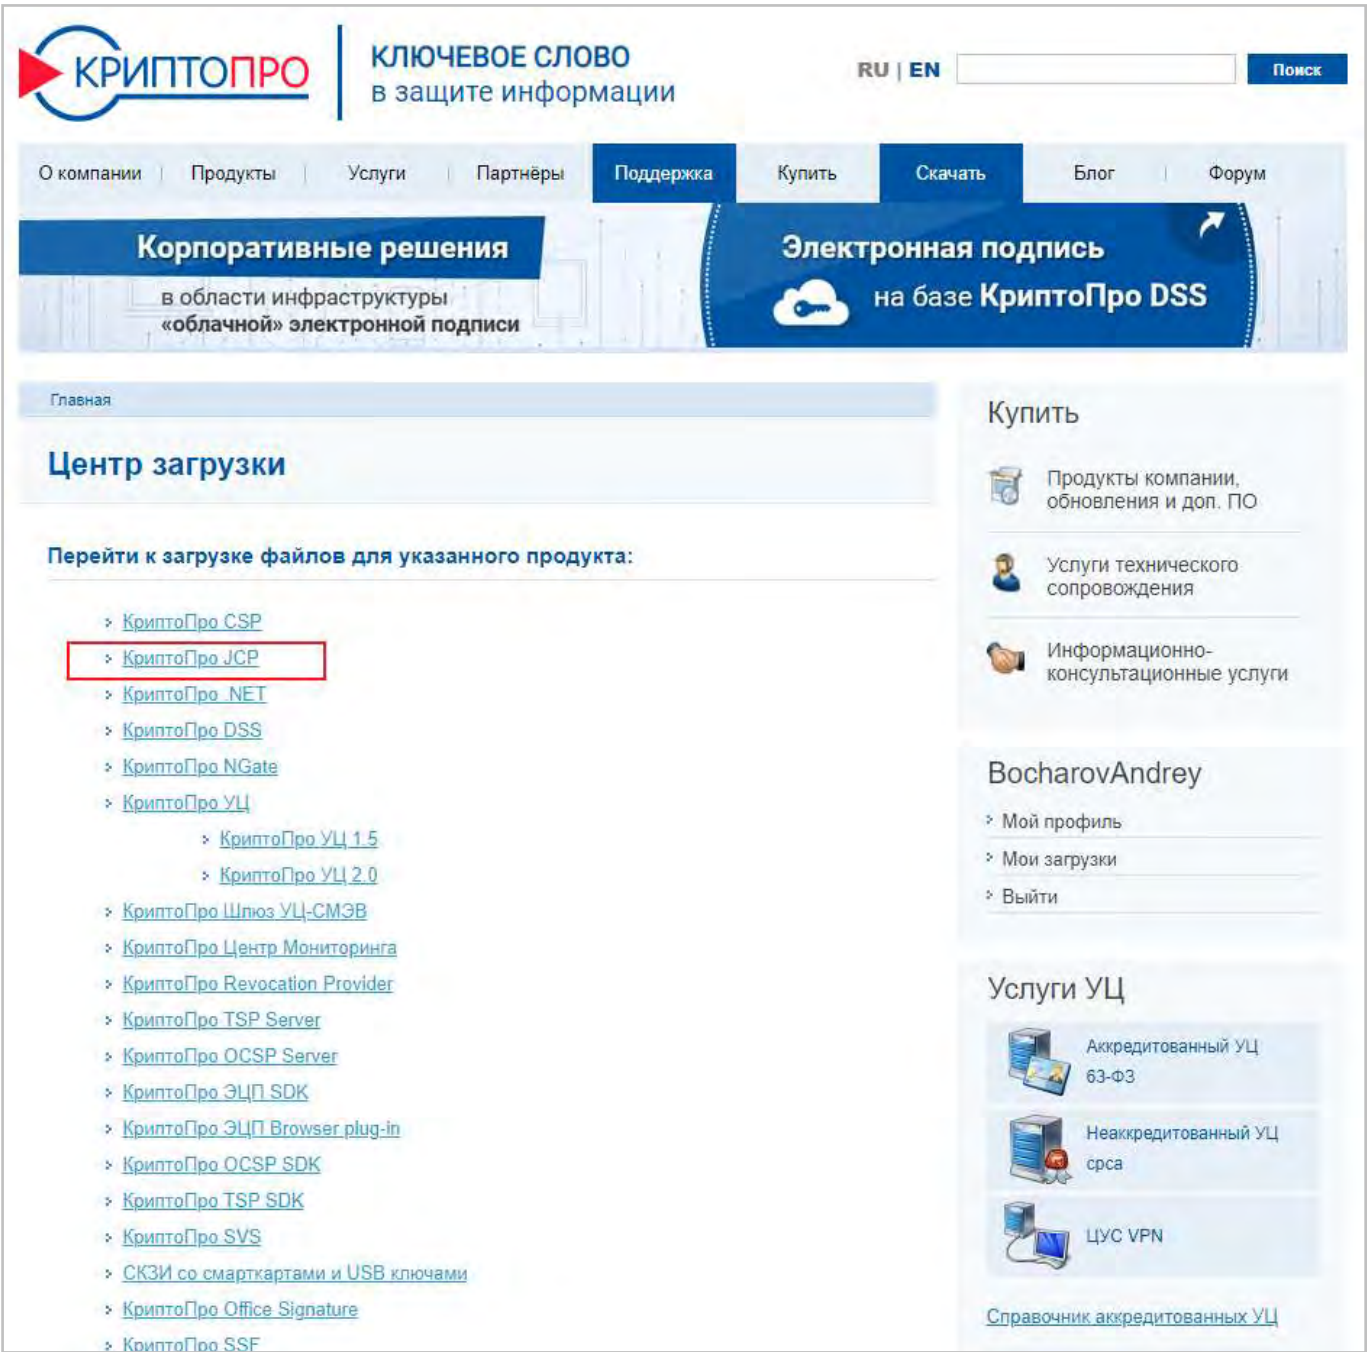 КРИПТОПРО
КЛЮЧЕВОЕ СЛОВО
в защите информации
RU | EN
Поиск
О компании
Продукты
Услуги
Партнёры
Поддержка
Купить
Скачать
Блог
Форум
Корпоративные решения
в области инфраструктуры
«облачной» электронной подписи
Электронная подпись
на базе КриптоПро DSS
Главная
Центр загрузки
Перейти к загрузке файлов для указанного продукта:
КриптоПро CSP
КриптоПро JCP
КриптоПро .NET
КриптоПро DSS
КриптоПро NGate
КриптоПро УЦ
КриптоПро УЦ 1.5
КриптоПро УЦ 2.0
КриптоПро Шлюз УЦ-СМЭВ
КриптоПро Центр Мониторинга
КриптоПро Revocation Provider
КриптоПро TSP Server
КриптоПро OCSP Server
КриптоПро ЭЦП SDK
КриптоПро ЭЦП Browser plug-in
КриптоПро OCSP SDK
КриптоПро TSP SDK
КриптоПро SVS
СКЗИ со смарткартами и USB ключами
КриптоПро Office Signature
КриптоПро SSF
Купить
Продукты компании,
обновления и доп. ПО
Услуги технического
сопровождения
Информационно-
консультационные услуги
BocharovAndrey
Мой профиль
Мои загрузки
Выйти
Услуги УЦ
Аккредитованный УЦ
63-ФЗ
Неаккредитованный УЦ
cpca
ЦУС VPN
Справочник аккредитованных УЦ